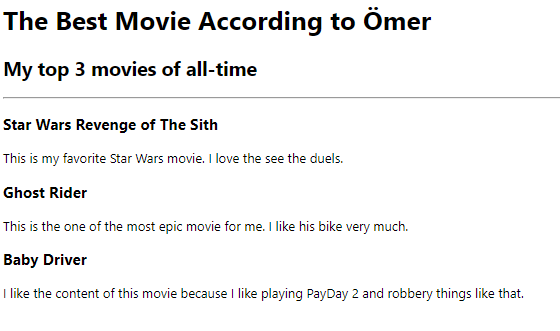 The Best Movie According to Ömer
My top 3 movies of all-time
Star Wars Revenge of The Sith
This is my favorite Star Wars movie. I love the see the duels.
Ghost Rider
This is the one of the most epic movie for me. I like his bike very much.
Baby Driver
I like the content of this movie because I like playing PayDay 2 and robbery things like that.